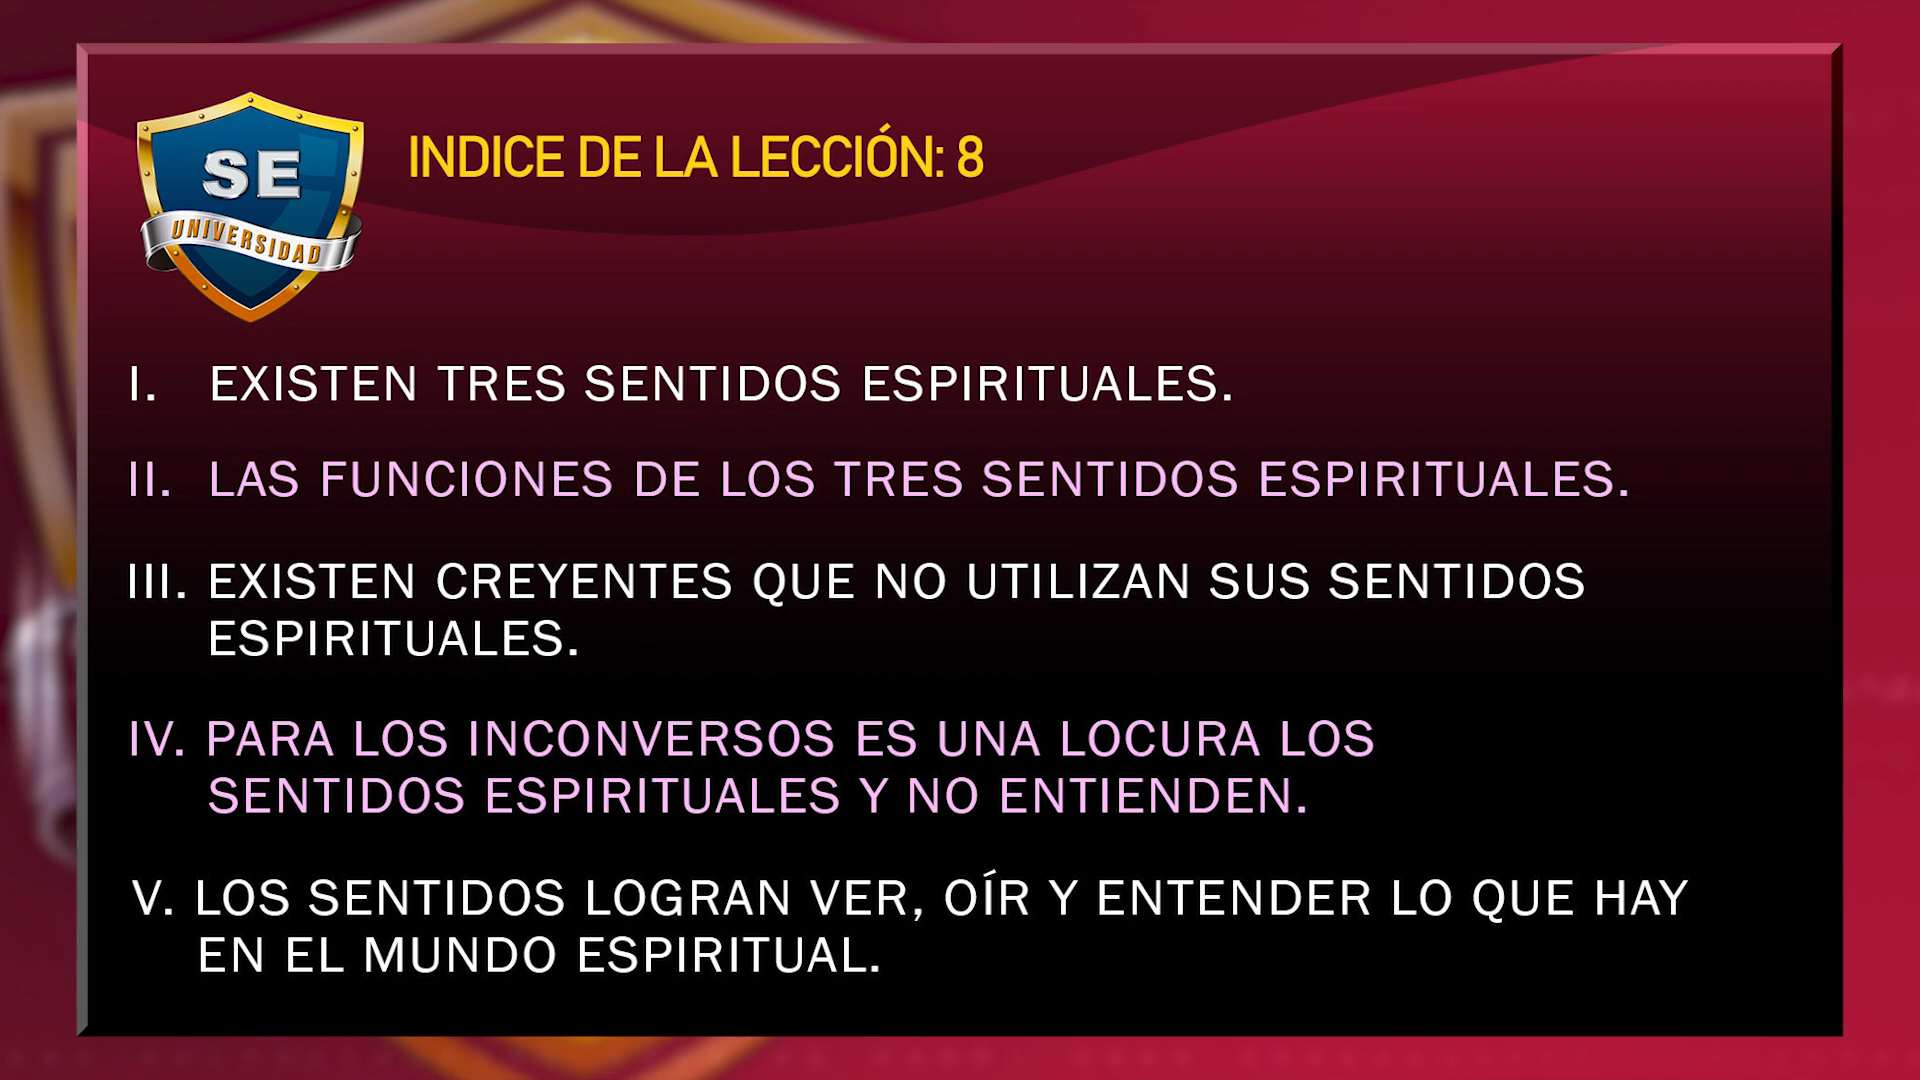 SE
UNIVERSIDAD
INDICE DE LA LECCIÓN: 8
I. EXISTEN TRES SENTIDOS ESPIRITUALES.
II. LAS FUNCIONES DE LOS TRES SENTIDOS ESPIRITUALES.
III. EXISTEN CREYENTES QUE NO UTILIZAN SUS SENTIDOS
ESPIRITUALES.
IV. PARA LOS INCONVERSOS ES UNA LOCURA LOS
SENTIDOS ESPIRITUALES Y NO ENTIENDEN.
V. LOS SENTIDOS LOGRAN VER, OÍR Y ENTENDER LO QUE HAY
EN EL MUNDO ESPIRITUAL.